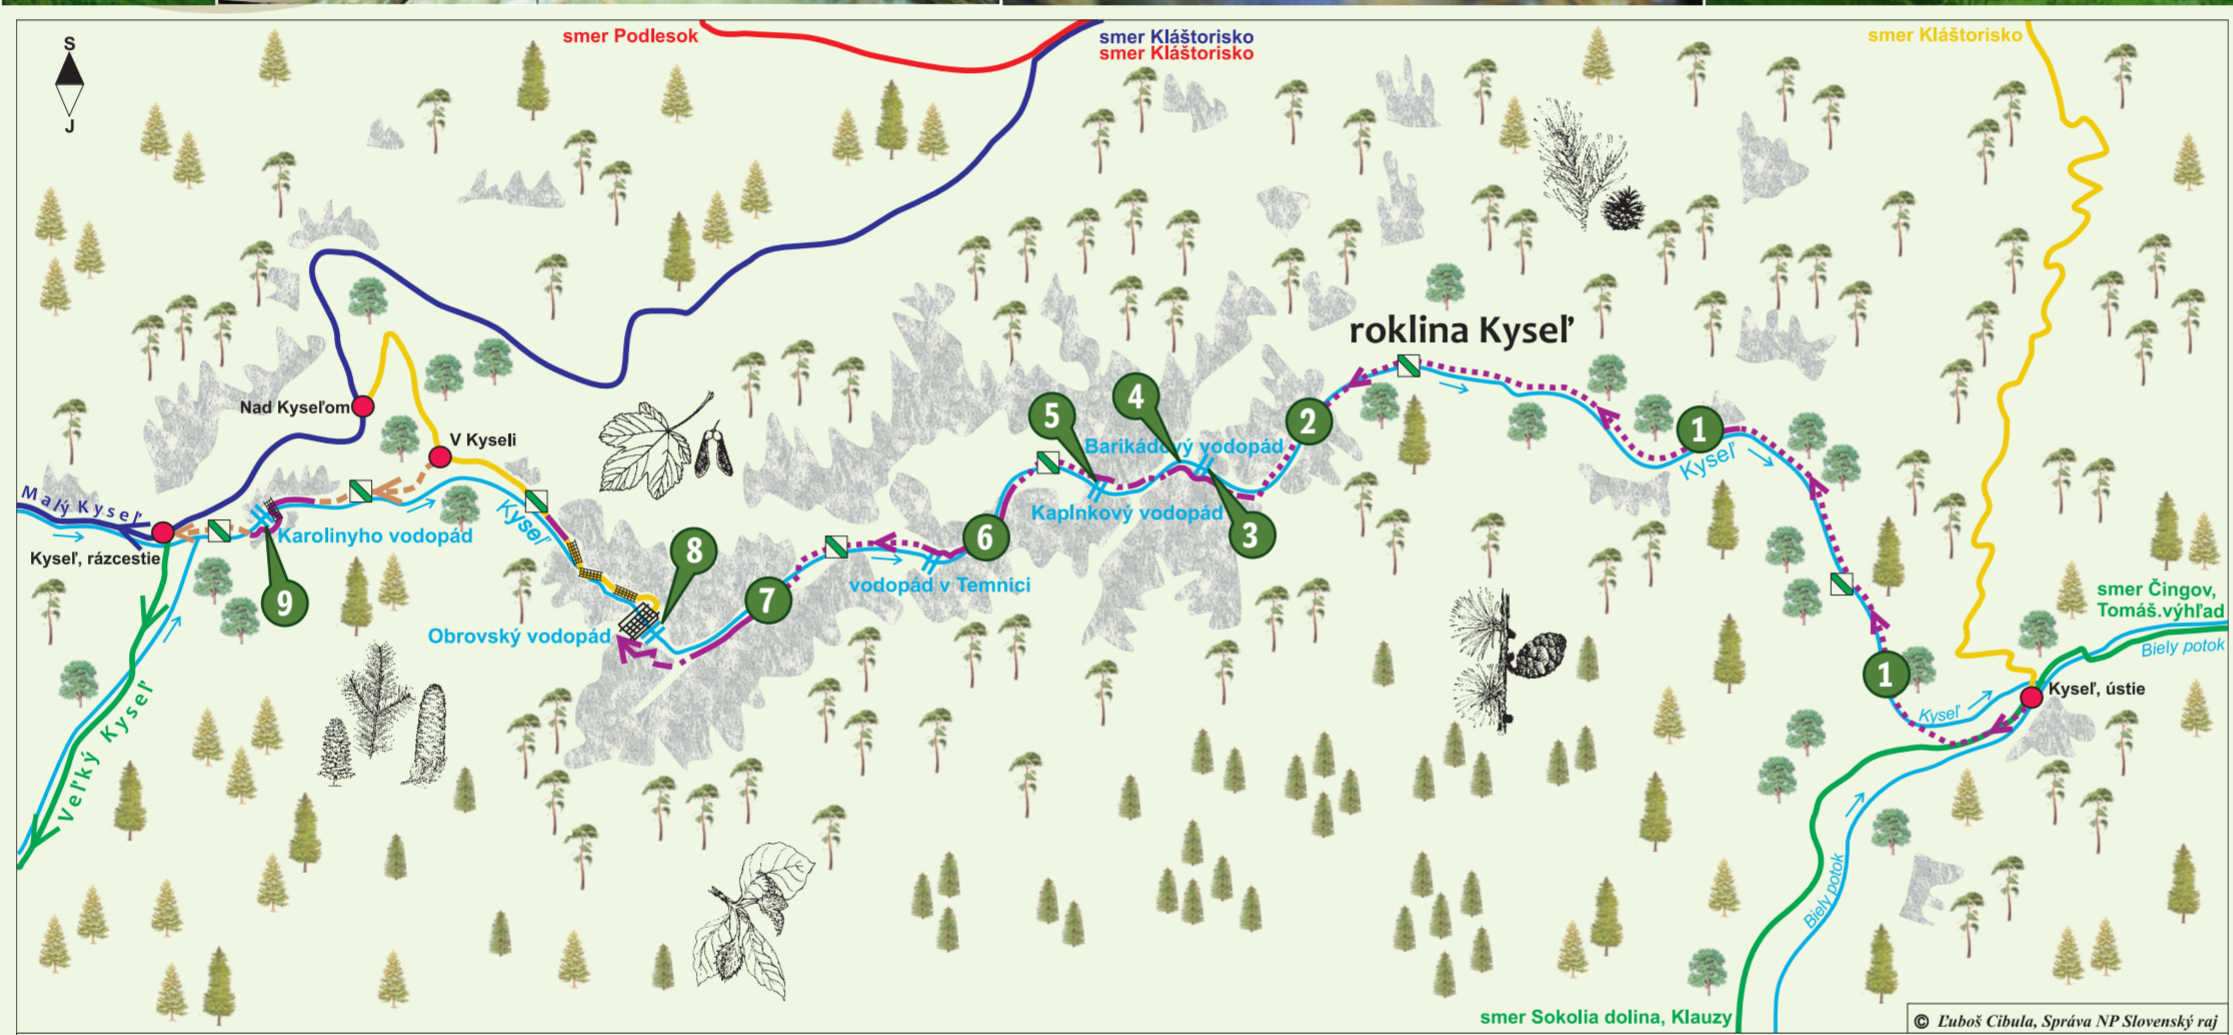 S
J
smer Podlesok
smer Kláštorisko
smer Kláštorisko
smer Kláštorisko
roklina Kyseľ
Nad Kyseľom
V Kyseli
Malý Kyseľ
Kyseľ, rázcestie
Karolinyho vodopád
Kyseľ
9
8
Obrovský vodopád
7
vodopád v Temnici
6
5
4
Barikádový vodopád
Kaplnkový vodopád
3
2
1
Kyseľ
1
Kyseľ
Kyseľ, ústie
smer Čingov,
Tomáš.výhľad
Biely potok
Veľký Kyseľ
Biely potok
smer Sokolia dolina, Klauzy
© Ľuboš Cibula, Správa NP Slovenský raj